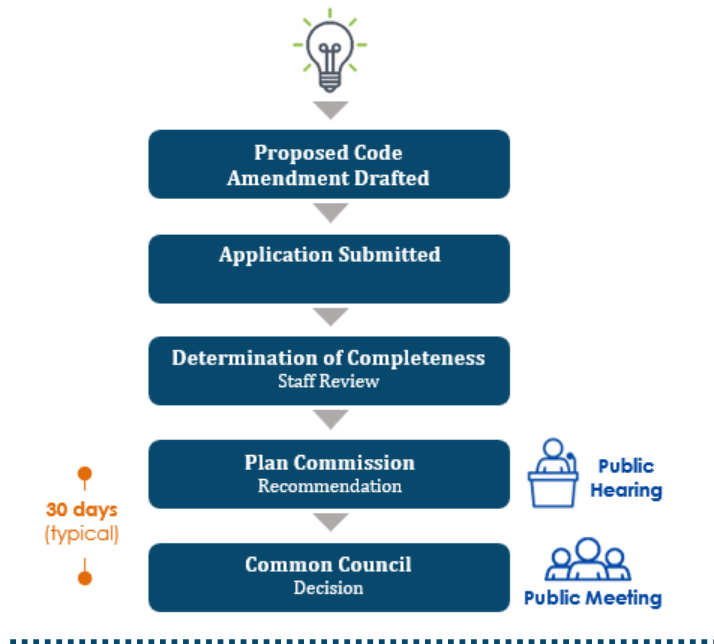 Proposed Code
Amendment Drafted
Application Submitted
Determination of Completeness
Staff Review
Plan Commission
Recommendation
Public
Hearing
30 days
(typical)
Common Council
Decision
Public Meeting